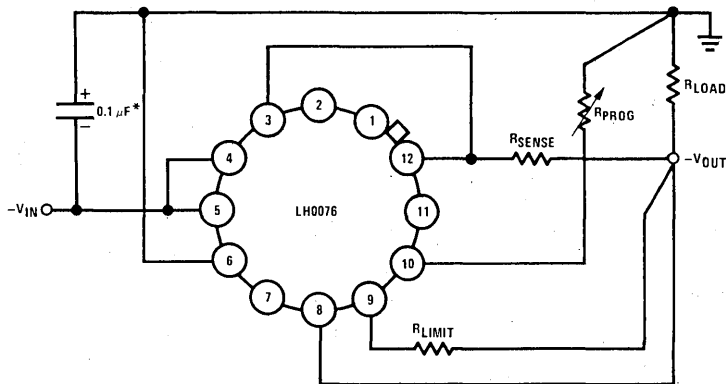 +
0.1 µF*
−
−VIN
3
2
1
4
12
5
LH0076
11
6
10
7
8
9
RSENSE
RPROG
RLOAD
−VOUT
RLIMIT